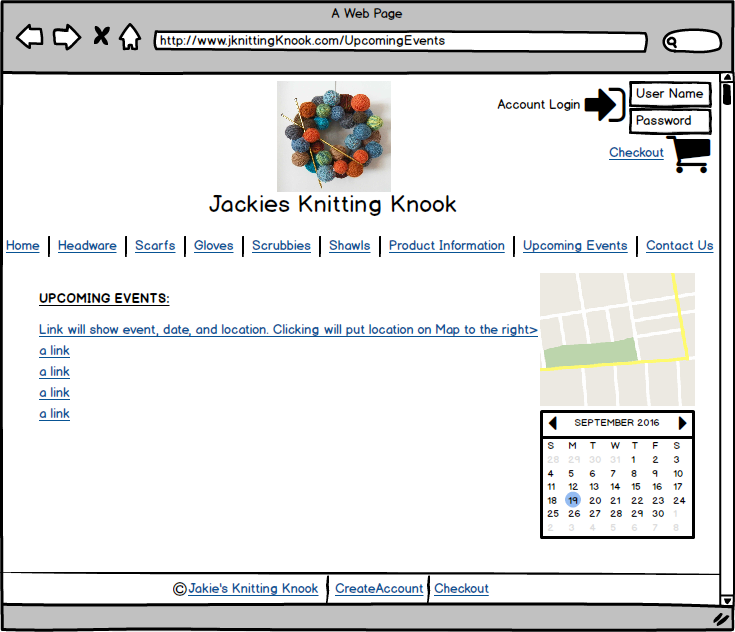 A Web Page
http://www.jknittingKnook.com/UpcomingEvents
Account Login
User Name
Password
Checkout
Jackies Knitting Knook
Home | Headware | Scarfs | Gloves | Scrubbies | Shawls | Product Information | Upcoming Events | Contact Us
UPCOMING EVENTS:
Link will show event, date, and location. Clicking will put location on Map to the right>
a link
a link
a link
a link
SEPTEMBER 2016
S M T W T F S
28 29 30 31 1 2 3
4 5 6 7 8 9 10
11 12 13 14 15 16 17
18 19 20 21 22 23 24
25 26 27 28 29 30 1
2 3 4 5 6 7 8
©Jakie's Knitting Knook | CreateAccount | Checkout